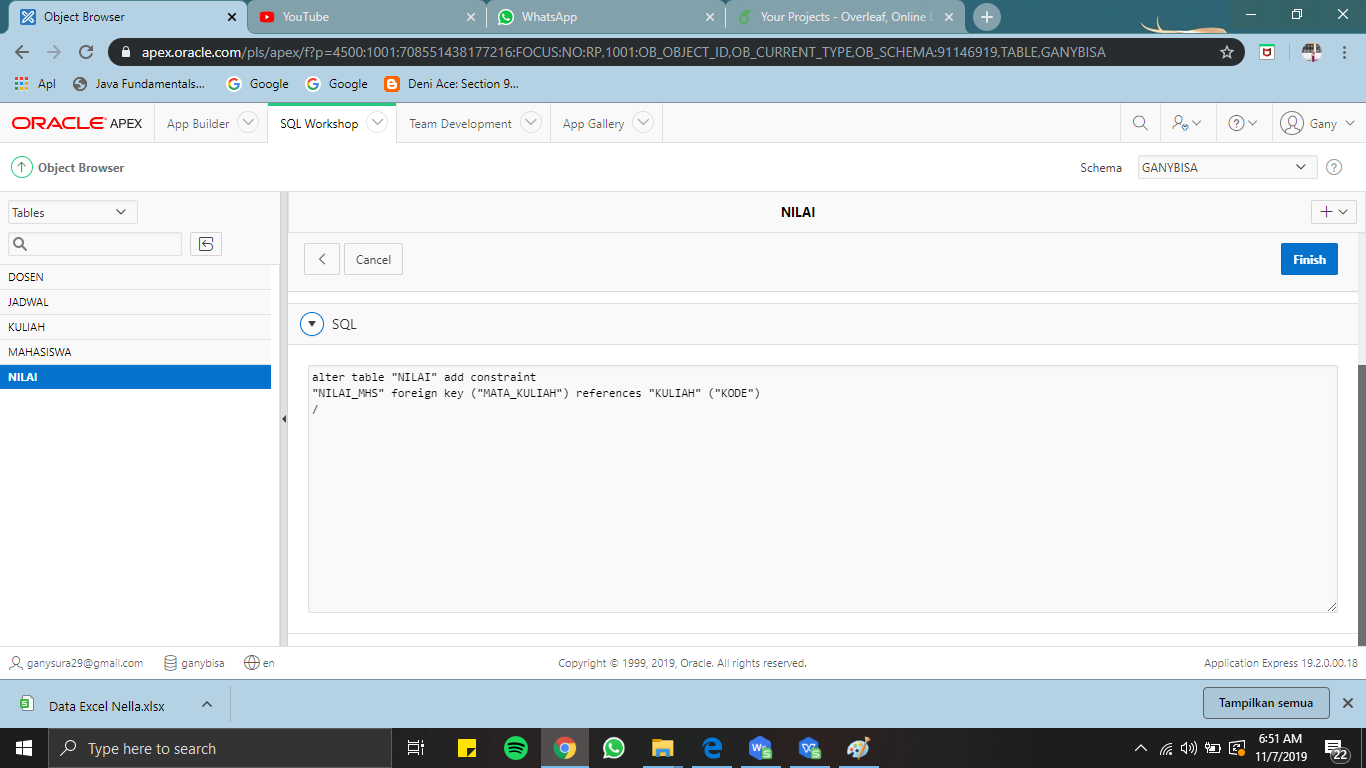 Object Browser
YouTube
WhatsApp
Your Projects - Overleaf, Online
apex.oracle.com/pls/apex/f?p=4500:1001:708551438177216:FOCUS:NO:RP,1001:OB_OBJECT_ID,OB_CURRENT_TYPE,OB_SCHEMA:91146919,TABLE,GANYBISA
Apl
Java Fundamentals...
Google
Google
Deni Ace: Section 9...
ORACLE APEX
App Builder
SQL Workshop
Team Development
App Gallery
Gany
Object Browser
Schema
GANYBISA
Tables
NILAI
Cancel
Finish
DOSEN
JADWAL
KULIAH
MAHASISWA
NILAI
SQL
alter table "NILAI" add constraint
"NILAI_MHS" foreign key ("MATA_KULIAH") references "KULIAH" ("KODE")
/
ganysura29@gmail.com
ganybisa
en
Copyright © 1999, 2019, Oracle. All rights reserved.
Application Express 19.2.0.00.18
Data Excel Nella.xlsx
Tampilkan semua
Type here to search
6:51 AM
11/7/2019
22